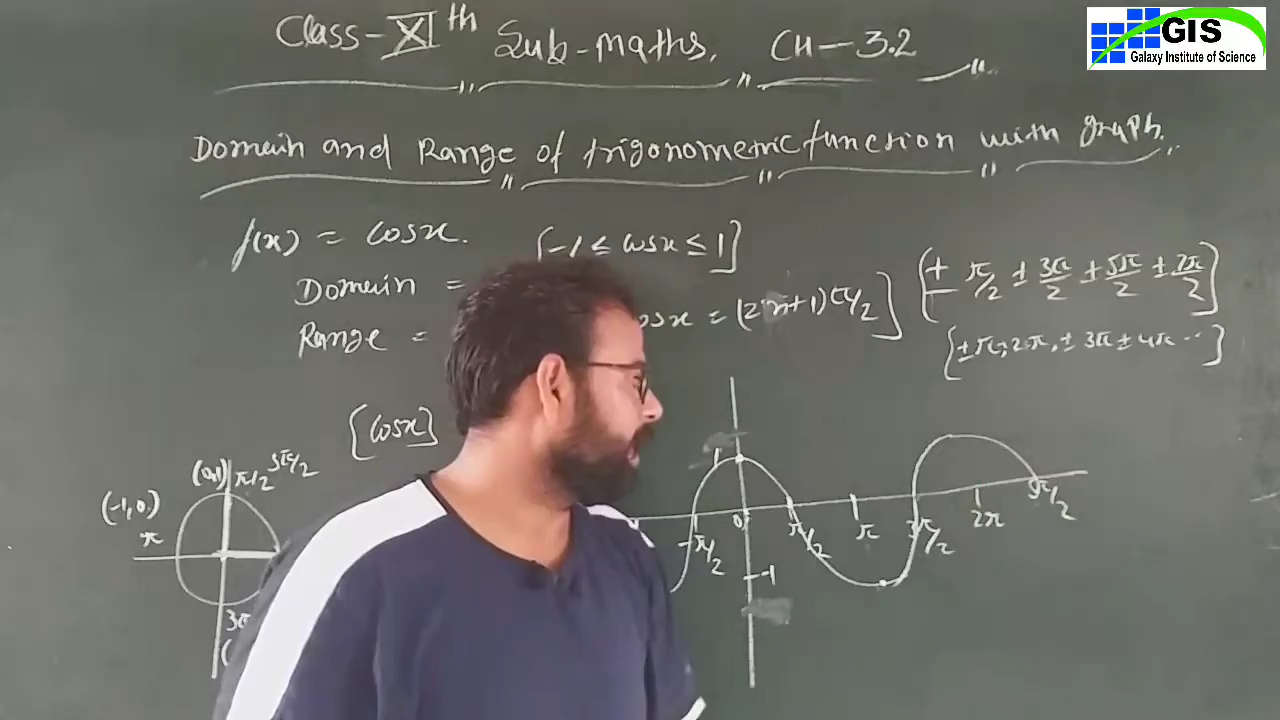 Class-XIth Sub-Maths. CH-3.2
GIS
Galaxy Institute of Science
Domain and Range of trigonometric function with graph.
f(x) = cosx. [-1 ≤ cosx ≤ 1]
Domain =
Range = cosx = (2n+1)π/2] [± π/2 ± 3π/2 ± 5π/2 ± 7π/2]
[±π, 2π, ± 3π ± 4π ...]
[cosx]
(0,1) π/2 5π/2
(-1,0)
π
3π
1
-π/2 0 π/2 π 3π/2 2π 5π/2
-1